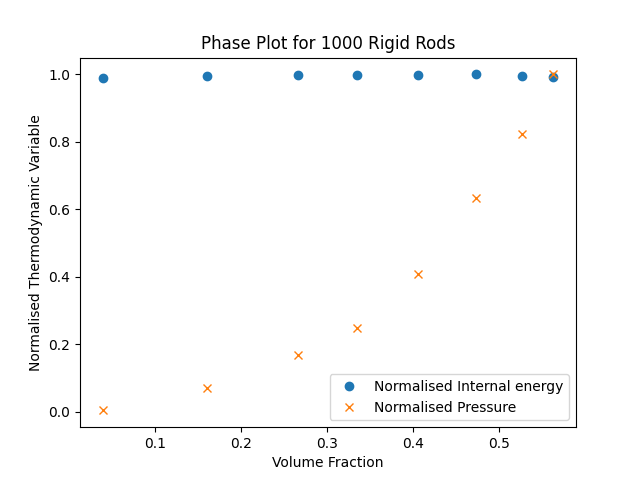 Phase Plot for 1000 Rigid Rods
Normalised Thermodynamic Variable
1.0
0.8
0.6
0.4
0.2
0.0
Normalised Internal energy
Normalised Pressure
0.1 0.2 0.3 0.4 0.5
Volume Fraction